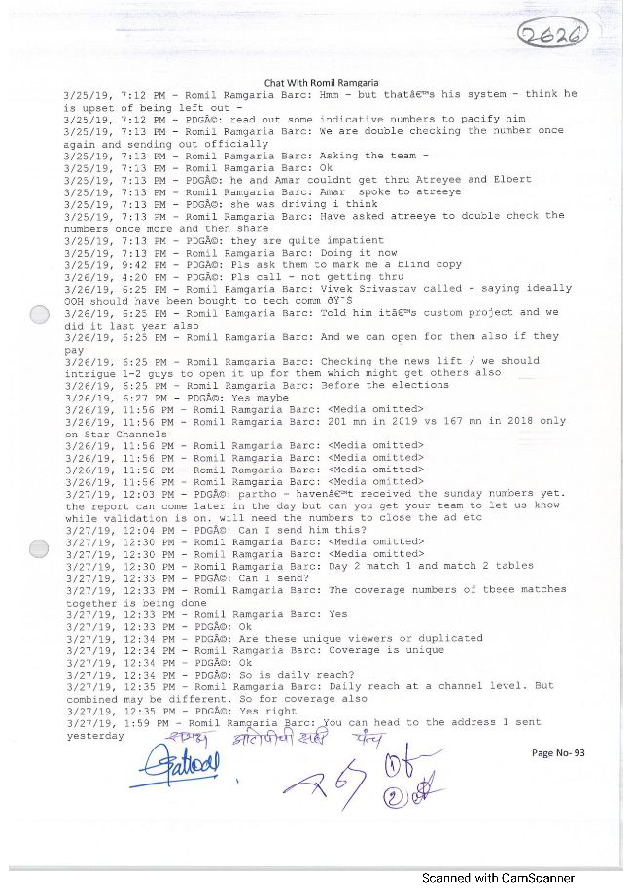 2626
Chat With Romil Ramgaria
3/25/19, 7:12 PM - Romil Ramgaria Barc: Hmm - but thatâ€™s his system - think he
is upset of being left out -
3/25/19, 7:12 PM - PDGÂ©: read out some indicative numbers to pacify him
3/25/19, 7:13 PM - Romil Ramgaria Barc: We are double checking the number once
again and sending out officially
3/25/19, 7:13 PM - Romil Ramgaria Barc: Asking the team -
3/25/19, 7:13 PM - Romil Ramgaria Barc: Ok
3/25/19, 7:13 PM - PDGÂ©: he and Amar couldnt get thru Atreyee and Elbert
3/25/19, 7:13 PM - Romil Ramgaria Barc: Amar spoke to atreeye
3/25/19, 7:13 PM - PDGÂ©: she was driving i think
3/25/19, 7:13 PM - Romil Ramgaria Barc: Have asked atreeye to double check the
numbers once more and then share
3/25/19, 7:13 PM - PDGÂ©: they are quite impatient
3/25/19, 7:13 PM - Romil Ramgaria Barc: Doing it now
3/25/19, 9:42 PM - PDGÂ©: Pls ask them to mark me a blind copy
3/26/19, 4:20 PM - PDGÂ©: Pls call - not getting thru
3/26/19, 6:25 PM - Romil Ramgaria Barc: Vivek Srivastav called - saying ideally
OOH should have been bought to tech comm ðŸ˜Š
3/26/19, 6:25 PM - Romil Ramgaria Barc: Told him itâ€™s custom project and we
did it last year also
3/26/19, 6:25 PM - Romil Ramgaria Barc: And we can open for them also if they
pay
3/26/19, 6:25 PM - Romil Ramgaria Barc: Checking the news lift / we should
intrigue 1-2 guys to open it up for them which might get others also
3/26/19, 6:25 PM - Romil Ramgaria Barc: Before the elections
3/26/19, 6:27 PM - PDGÂ©: Yes maybe
3/26/19, 11:56 PM - Romil Ramgaria Barc: <Media omitted>
3/26/19, 11:56 PM - Romil Ramgaria Barc: 201 mn in 2019 vs 167 mn in 2018 only
on Star Channels
3/26/19, 11:56 PM - Romil Ramgaria Barc: <Media omitted>
3/26/19, 11:56 PM - Romil Ramgaria Barc: <Media omitted>
3/26/19, 11:56 PM - Romil Ramgaria Barc: <Media omitted>
3/26/19, 11:56 PM - Romil Ramgaria Barc: <Media omitted>
3/27/19, 12:03 PM - PDGÂ©: partho - havenâ€™t received the sunday numbers yet.
the report can come later in the day but can you get your team to let us know
while validation is on. will need the numbers to close the ad etc
3/27/19, 12:04 PM - PDGÂ©: Can I send him this?
3/27/19, 12:30 PM - Romil Ramgaria Barc: <Media omitted>
3/27/19, 12:30 PM - Romil Ramgaria Barc: <Media omitted>
3/27/19, 12:30 PM - Romil Ramgaria Barc: Day 2 match 1 and match 2 tables
3/27/19, 12:33 PM - PDGÂ©: Can I send?
3/27/19, 12:33 PM - Romil Ramgaria Barc: The coverage numbers of tbeee matches
together is being done
3/27/19, 12:33 PM - Romil Ramgaria Barc: Yes
3/27/19, 12:33 PM - PDGÂ©: Ok
3/27/19, 12:34 PM - PDGÂ©: Are these unique viewers or duplicated
3/27/19, 12:34 PM - Romil Ramgaria Barc: Coverage is unique
3/27/19, 12:34 PM - PDGÂ©: Ok
3/27/19, 12:34 PM - PDGÂ©: So is daily reach?
3/27/19, 12:35 PM - Romil Ramgaria Barc: Daily reach at a channel level. But
combined may be different. So for coverage also
3/27/19, 12:35 PM - PDGÂ©: Yes right
3/27/19, 1:59 PM - Romil Ramgaria Barc: You can head to the address I sent
yesterday
सही पंच
Page No- 93
①
②
Scanned with CamScanner